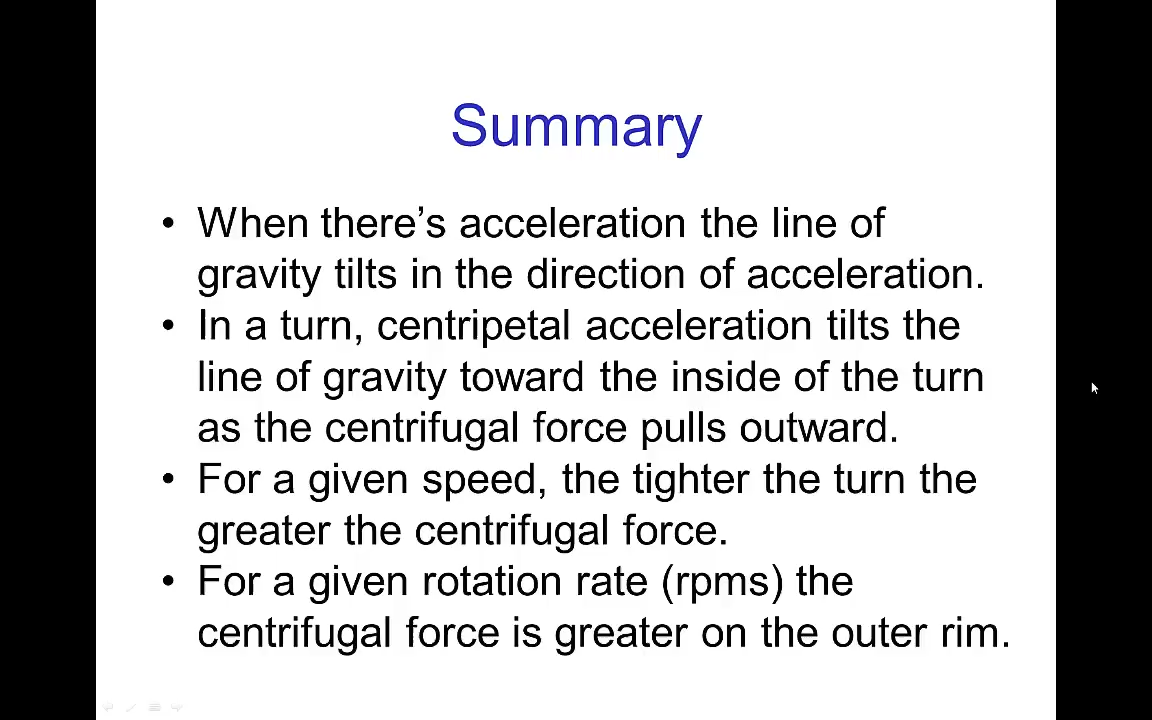 Summary
• When there’s acceleration the line of
gravity tilts in the direction of acceleration.
• In a turn, centripetal acceleration tilts the
line of gravity toward the inside of the turn
as the centrifugal force pulls outward.
• For a given speed, the tighter the turn the
greater the centrifugal force.
• For a given rotation rate (rpms) the
centrifugal force is greater on the outer rim.